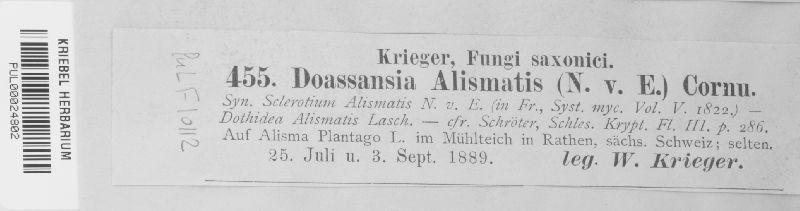 KRIEBEL HERBARIUM
PUL00024802
PuL F10112
Krieger, Fungi saxonici.
455. Doassansia Alismatis (N. v. E.) Cornu.
Syn. Sclerotium Alismatis N. v. E. (in Fr., Syst. myc. Vol. V. 1822,) —
Dothidea Alismatis Lasch. — cfr. Schröter, Schles. Krypt. Fl. III. p. 286.
Auf Alisma Plantago L. im Mühlteich in Rathen, sächs. Schweiz; selten.
25. Juli u. 3. Sept. 1889. leg. W. Krieger.